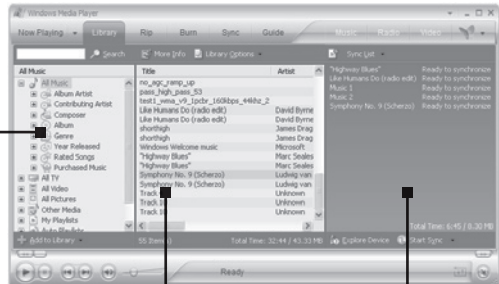 Windows Media Player
Now Playing
Library
Rip
Burn
Sync
Guide
Music
Radio
Video
Search
More Info
Library Options
Sync List
All Music
All Music
Album Artist
Contributing Artist
Composer
Album
Genre
Year Released
Rated Songs
Purchased Music
All TV
All Video
All Pictures
Other Media
My Playlists
Auto Playlists
Title Artist
no_agc_ramp_up
pass_high_pass_53
test1_wma_v9_1pcbr_160kbps_44khz_2
Like Humans Do (radio edit) David Byrne
Like Humans Do (radio edit) David Byrne
shorthigh James Drag
shorthigh James Drag
Windows Welcome music Microsoft
"Highway Blues" Marc Seales
"Highway Blues" Marc Seales
Symphony No. 9 (Scherzo) Ludwig van
Symphony No. 9 (Scherzo) Ludwig van
Track Unknown
Track 10 Unknown
Track 10 Unknown
"Highway Blues" Ready to synchronize
Like Humans Do (radio edit) Ready to synchronize
Music 1 Ready to synchronize
Music 2 Ready to synchronize
Symphony No. 9 (Scherzo) Ready to synchronize
Total Time: 6:45 / 8.30 MB
Add to Library
55 Item(s)
Total Time: 32:44 / 43.33 MB
Explore Device
Start Sync
Ready